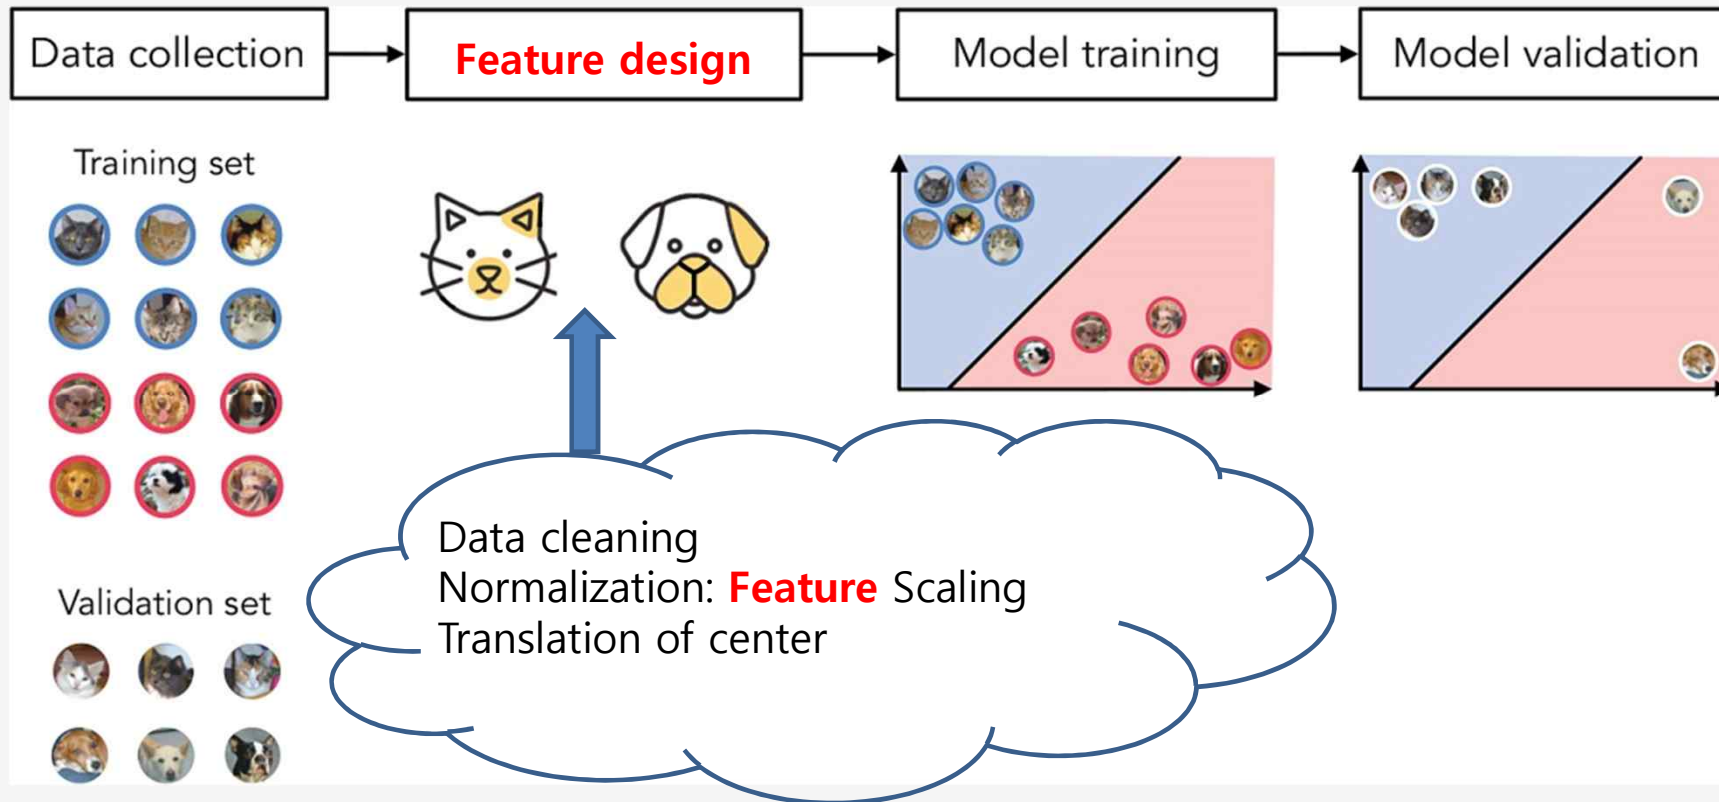 Data collection
Feature design
Model training
Model validation
Training set
Validation set
Data cleaning
Normalization: Feature Scaling
Translation of center